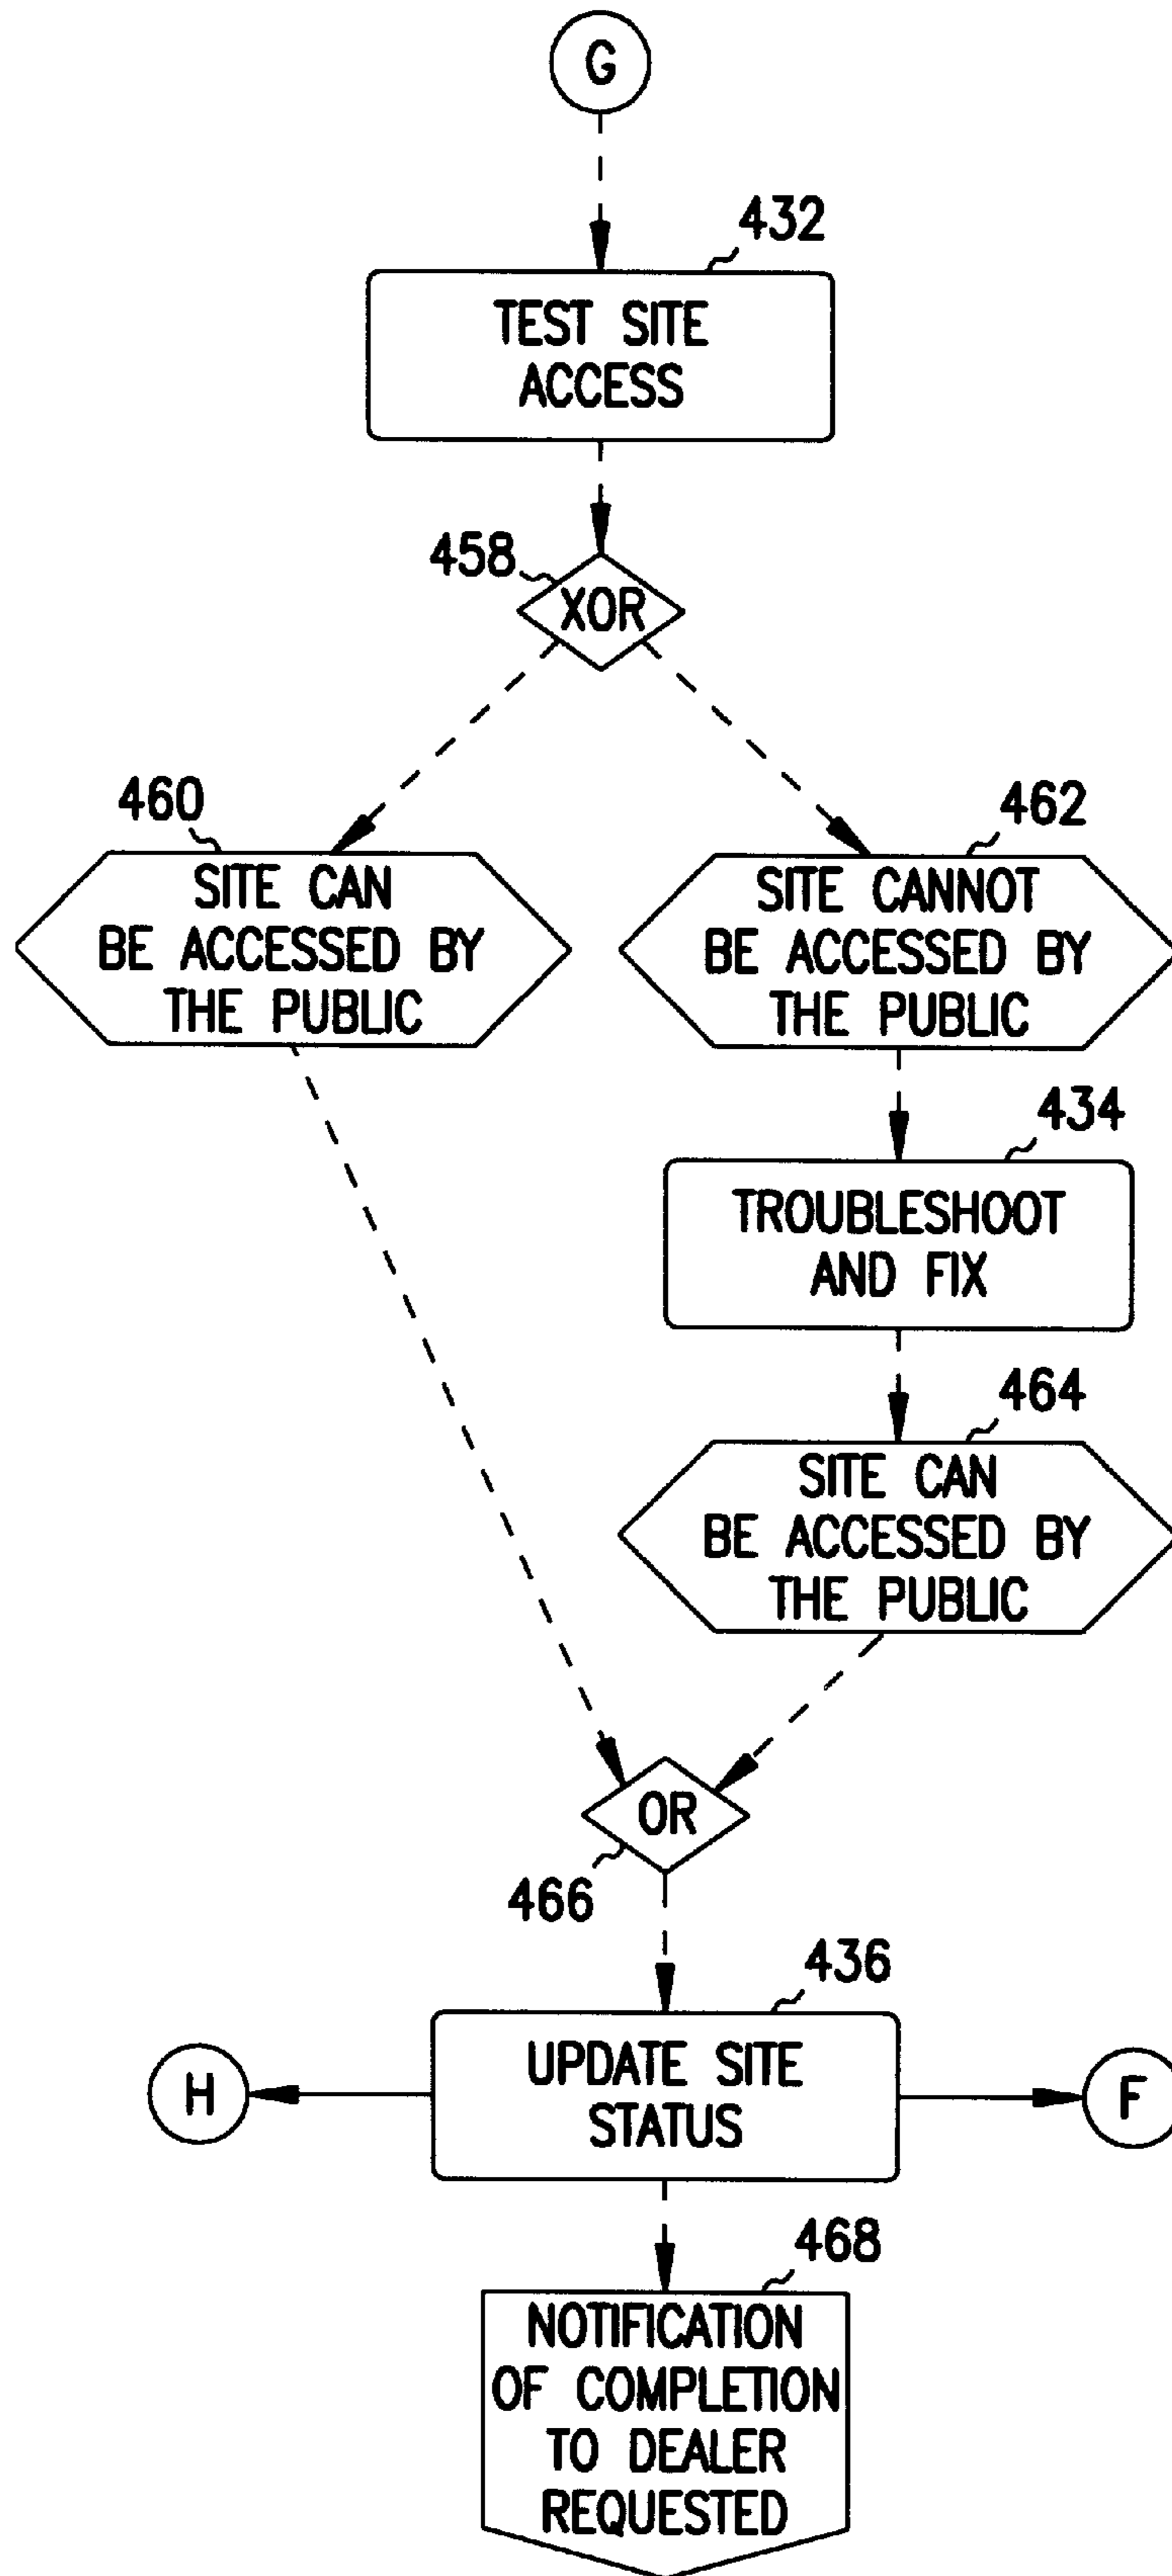 G
432
TEST SITE
ACCESS
458
XOR
460
462
SITE CAN
BE ACCESSED BY
THE PUBLIC
SITE CANNOT
BE ACCESSED BY
THE PUBLIC
434
TROUBLESHOOT
AND FIX
464
SITE CAN
BE ACCESSED BY
THE PUBLIC
OR
466
436
H
UPDATE SITE
STATUS
F
468
NOTIFICATION
OF COMPLETION
TO DEALER
REQUESTED